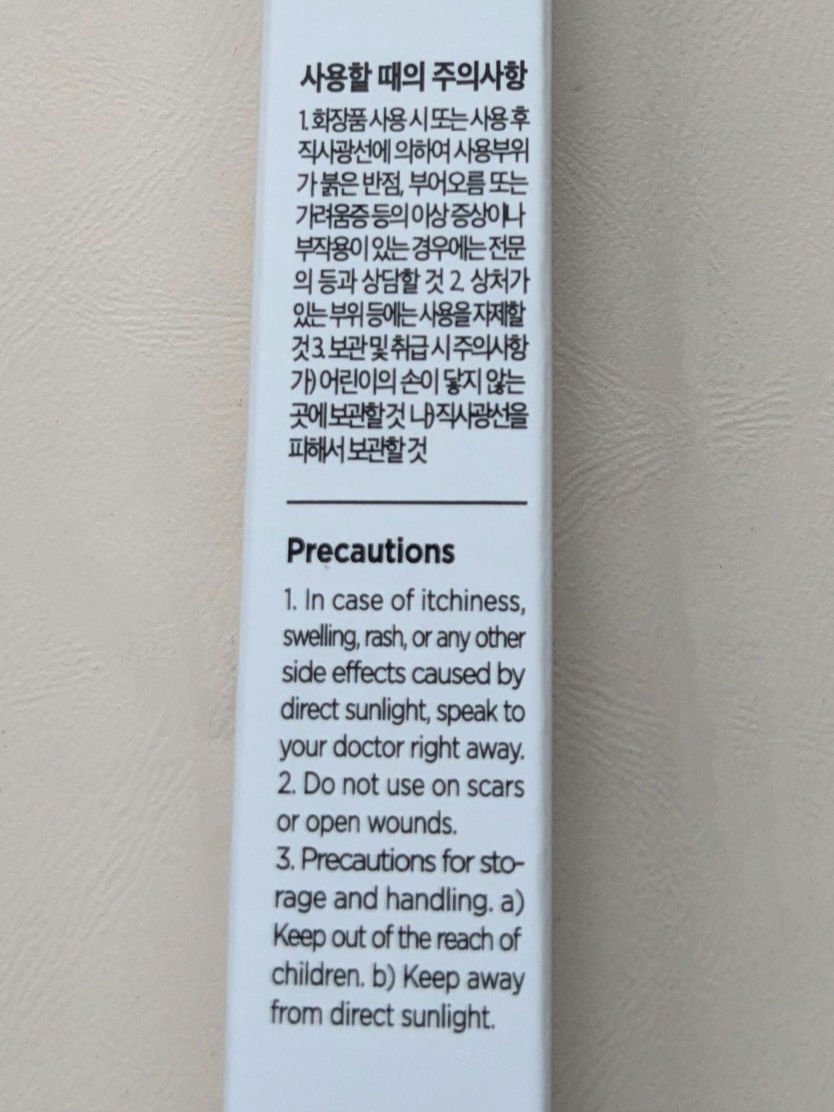 사용할 때의 주의사항
1. 화장품 사용 시 또는 사용 후
직사광선에 의하여 사용부위
가 붉은 반점, 부어오름 또는
가려움증 등의 이상 증상이나
부작용이 있는 경우에는 전문
의 등과 상담할 것 2. 상처가
있는 부위 등에는 사용을 자제할
것 3. 보관 및 취급 시 주의사항
가) 어린이의 손이 닿지 않는
곳에 보관할 것 나) 직사광선을
피해서 보관할 것
Precautions
1. In case of itchiness,
swelling, rash, or any other
side effects caused by
direct sunlight, speak to
your doctor right away.
2. Do not use on scars
or open wounds.
3. Precautions for sto-
rage and handling. a)
Keep out of the reach of
children. b) Keep away
from direct sunlight.